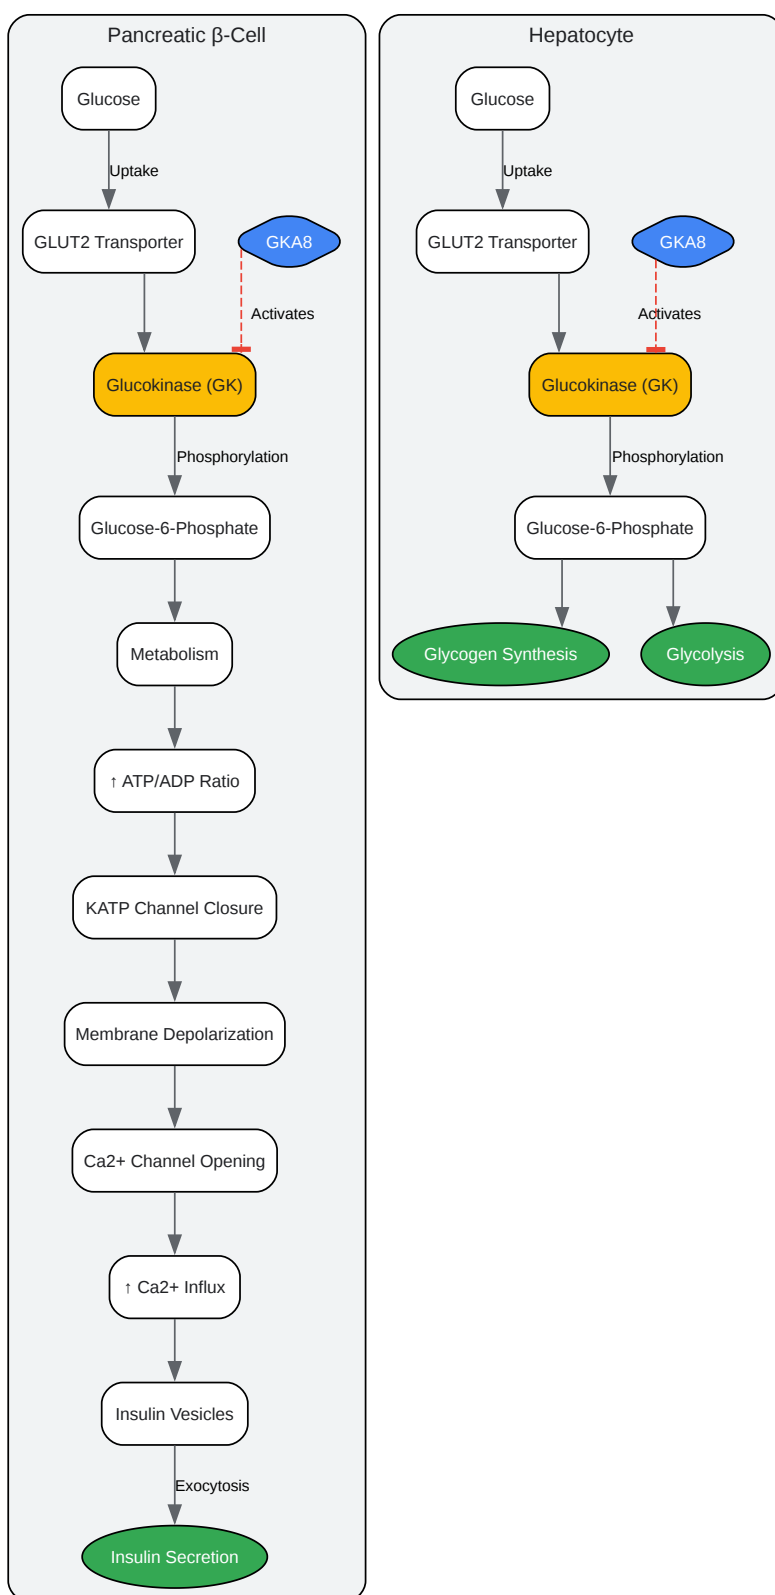 Pancreatic β-Cell
Glucose
Uptake
GLUT2 Transporter
GKA8
Activates
Glucokinase (GK)
Phosphorylation
Glucose-6-Phosphate
Metabolism
↑ ATP/ADP Ratio
KATP Channel Closure
Membrane Depolarization
Ca2+ Channel Opening
↑ Ca2+ Influx
Insulin Vesicles
Exocytosis
Insulin Secretion
Hepatocyte
Glucose
Uptake
GLUT2 Transporter
GKA8
Activates
Glucokinase (GK)
Phosphorylation
Glucose-6-Phosphate
Glycogen Synthesis
Glycolysis